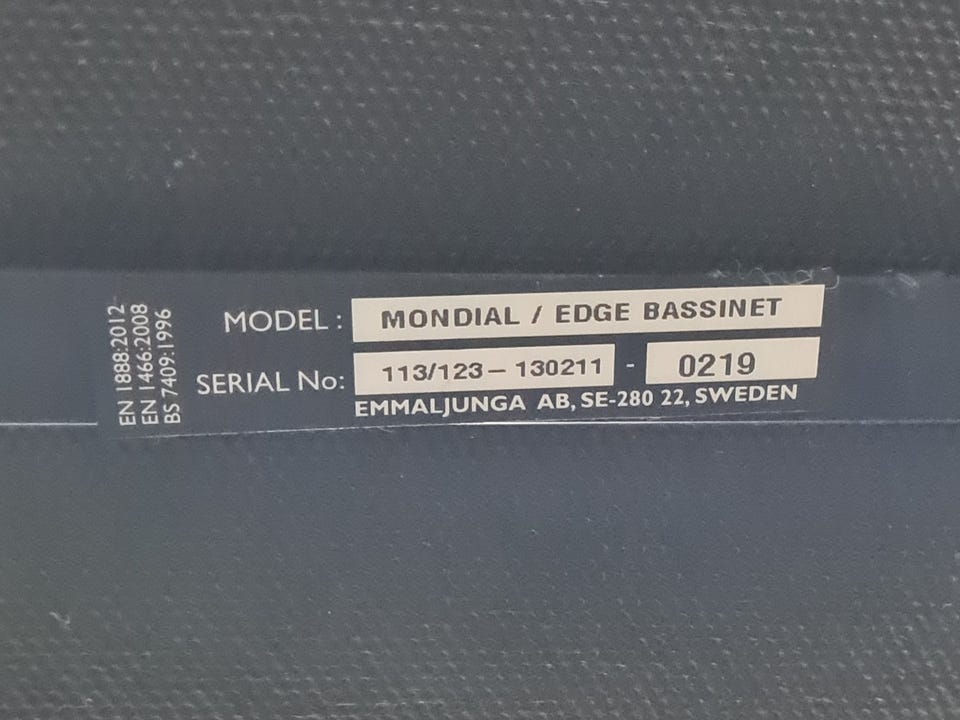 MODEL : MONDIAL / EDGE BASSINET
SERIAL No: 113/123 – 130211 - 0219
EMMALJUNGA AB, SE-280 22, SWEDEN
EN 1888:2012
EN 1466:2008
BS 7409:1996